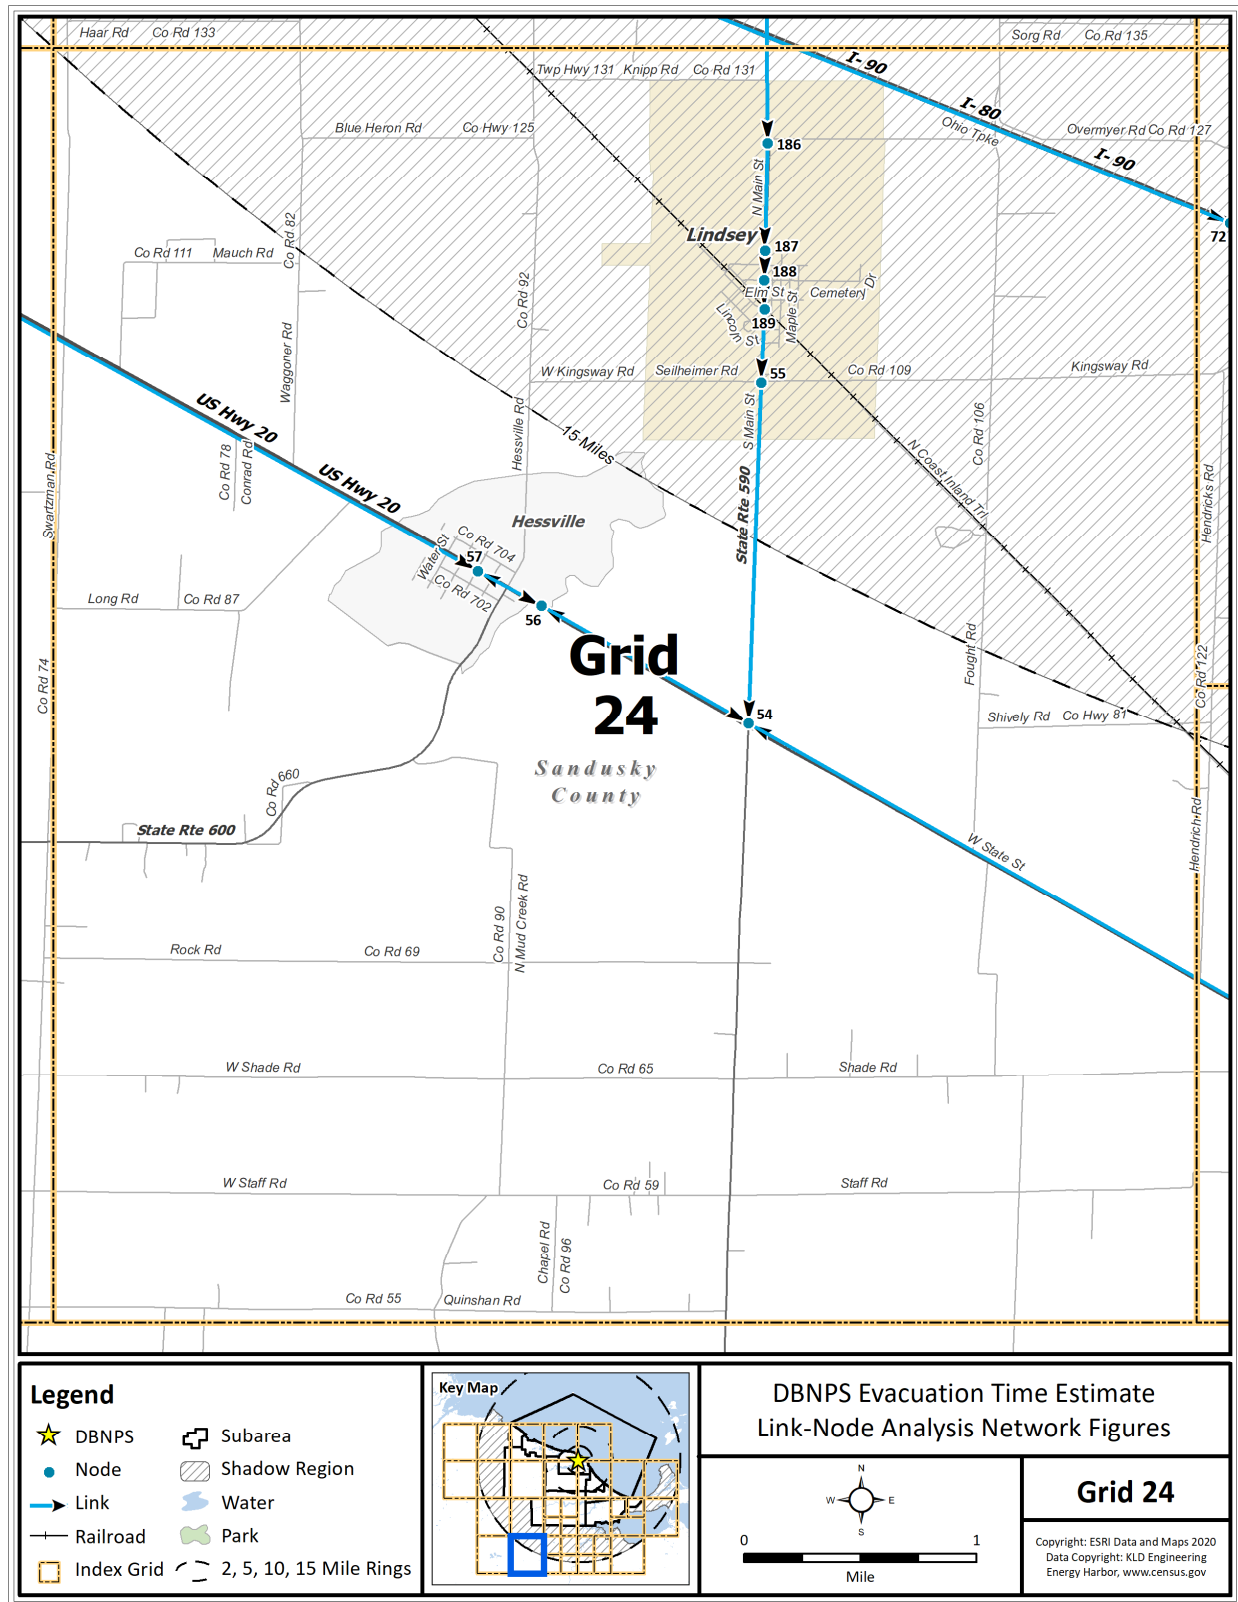 Haar Rd
Co Rd 133
Sorg Rd
Co Rd 135
I- 90
Twp Hwy 131
Knipp Rd
Co Rd 131
I- 80
Ohio Tpke
Blue Heron Rd
Co Hwy 125
Overmyer Rd
Co Rd 127
186
I- 90
N Main St
Co Rd 82
Lindsey
187
72
Co Rd 111
Mauch Rd
188
Co Rd 92
Elm St
Cemetery Dr
Maple St
Lincoln St
189
Waggoner Rd
W Kingsway Rd
Seilheimer Rd
55
Co Rd 109
Kingsway Rd
US Hwy 20
Hessville Rd
S Main St
15 Miles
Co Rd 106
Co Rd 78
Conrad Rd
N Coast Inland Trl
US Hwy 20
Swartzman Rd
State Rte 590
Hendricks Rd
Hessville
Co Rd 704
Water St
57
Co Rd 702
Long Rd
Co Rd 87
56
Grid
24
Fought Rd
Co Rd 122
Co Rd 74
54
Shively Rd
Co Hwy 81
Sandusky
County
Co Rd 660
State Rte 600
W State St
Hendrich Rd
Co Rd 90
N Mud Creek Rd
Rock Rd
Co Rd 69
W Shade Rd
Co Rd 65
Shade Rd
W Staff Rd
Co Rd 59
Staff Rd
Chapel Rd
Co Rd 96
Co Rd 55
Quinshan Rd
Legend
DBNPS
Subarea
Node
Shadow Region
Link
Water
Railroad
Park
Index Grid
2, 5, 10, 15 Mile Rings
Key Map
DBNPS Evacuation Time Estimate
Link-Node Analysis Network Figures
N
W
E
S
0
1
Mile
Grid 24
Copyright: ESRI Data and Maps 2020
Data Copyright: KLD Engineering
Energy Harbor, www.census.gov